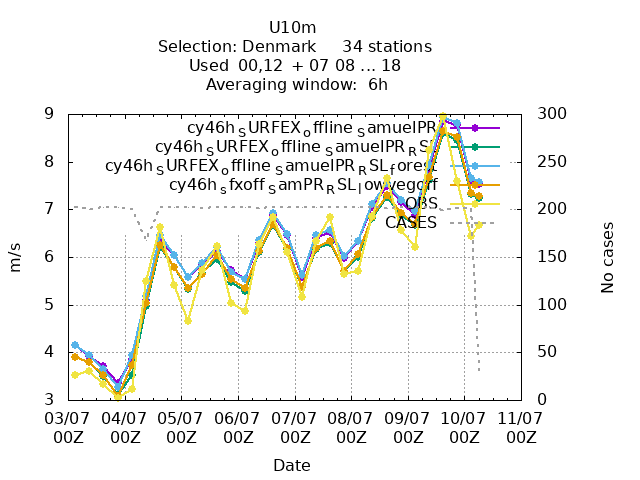 U10m
Selection: Denmark 34 stations
Used 00,12 + 07 08 ... 18
Averaging window: 6h
cy46h_SURFEX_offline_SamuelPR
cy46h_SURFEX_offline_SamuelPR_RSL
cy46h_SURFEX_offline_SamuelPR_RSL_forest
cy46h_sfxoff_SamPR_RSL_lowvegoff
OBS
CASES
m/s
9
8
7
6
5
4
3
No cases
300
250
200
150
100
50
0
03/07 04/07 05/07 06/07 07/07 08/07 09/07 10/07 11/07
00Z 00Z 00Z 00Z 00Z 00Z 00Z 00Z 00Z
Date